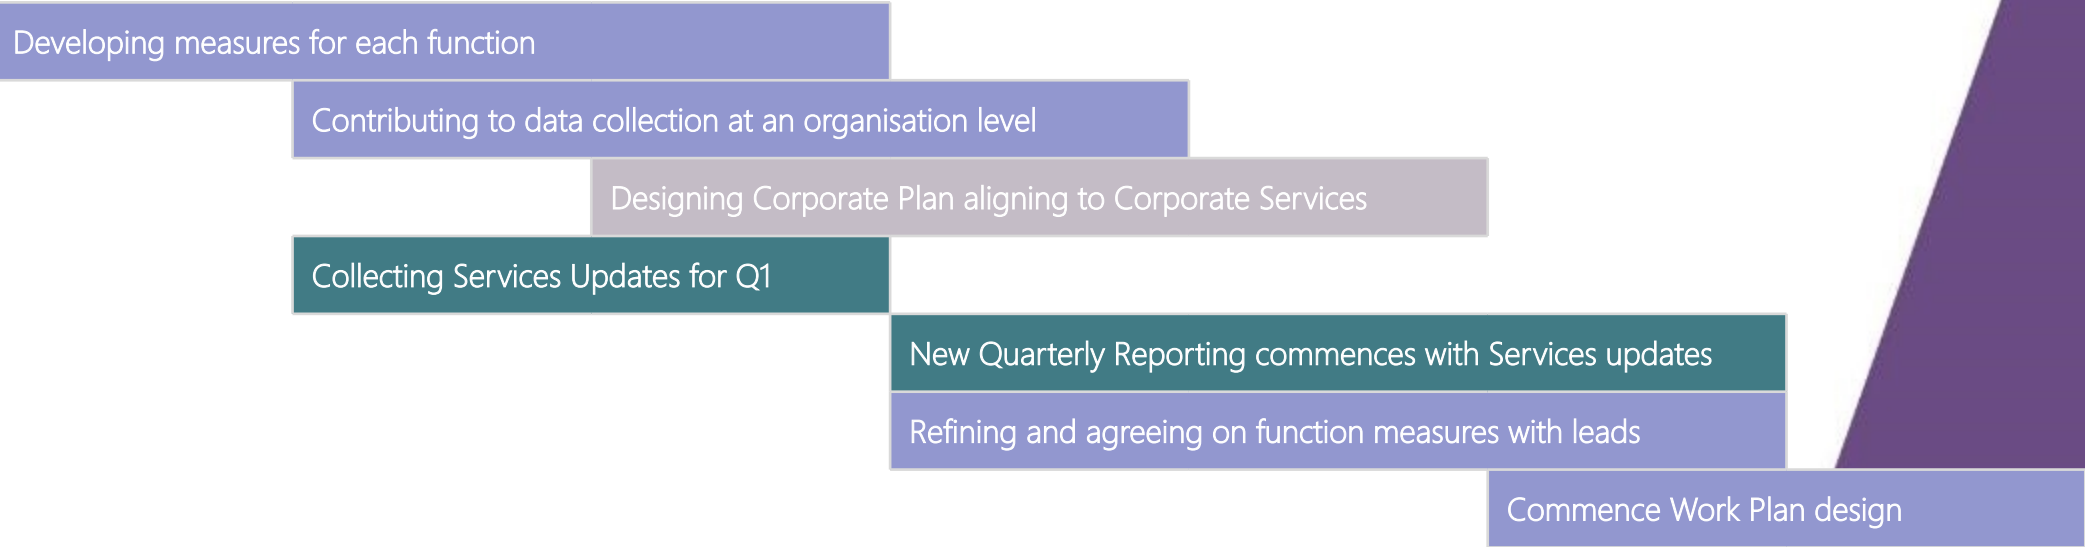 Developing measures for each function
Contributing to data collection at an organisation level
Designing Corporate Plan aligning to Corporate Services
Collecting Services Updates for Q1
New Quarterly Reporting commences with Services updates
Refining and agreeing on function measures with leads
Commence Work Plan design